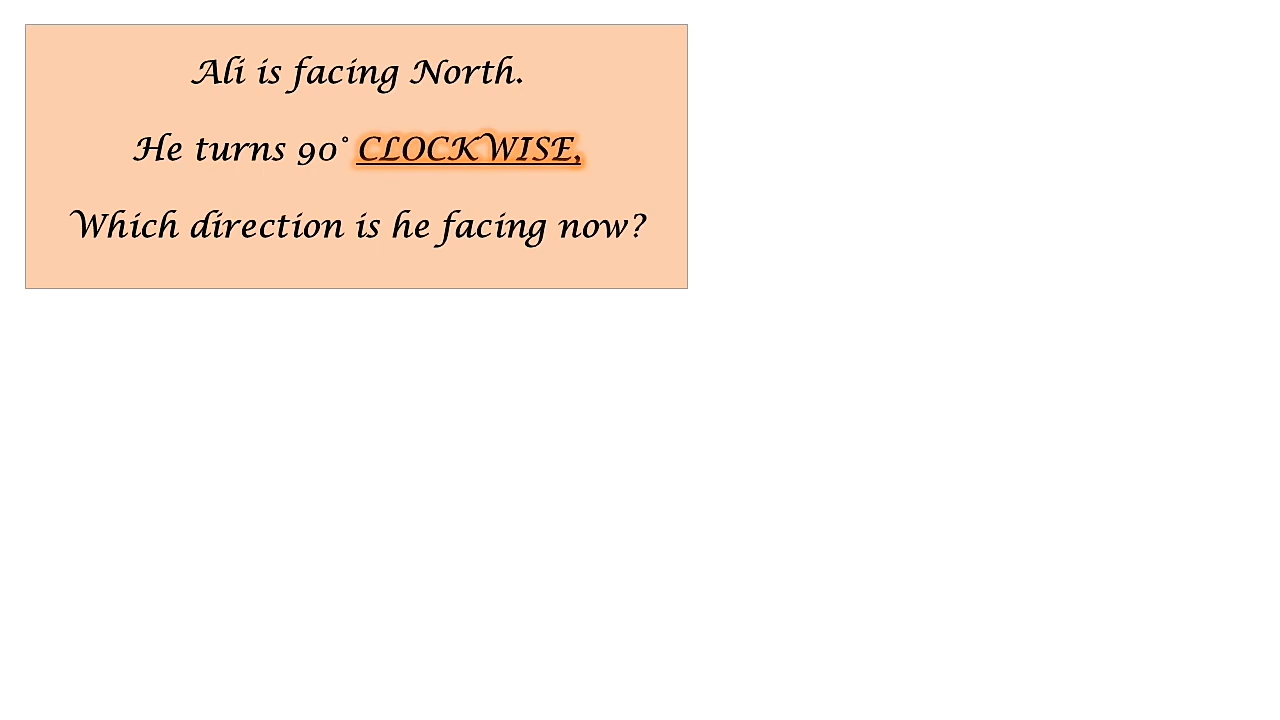 Ali is facing North.
He turns 90° CLOCKWISE,
Which direction is he facing now?